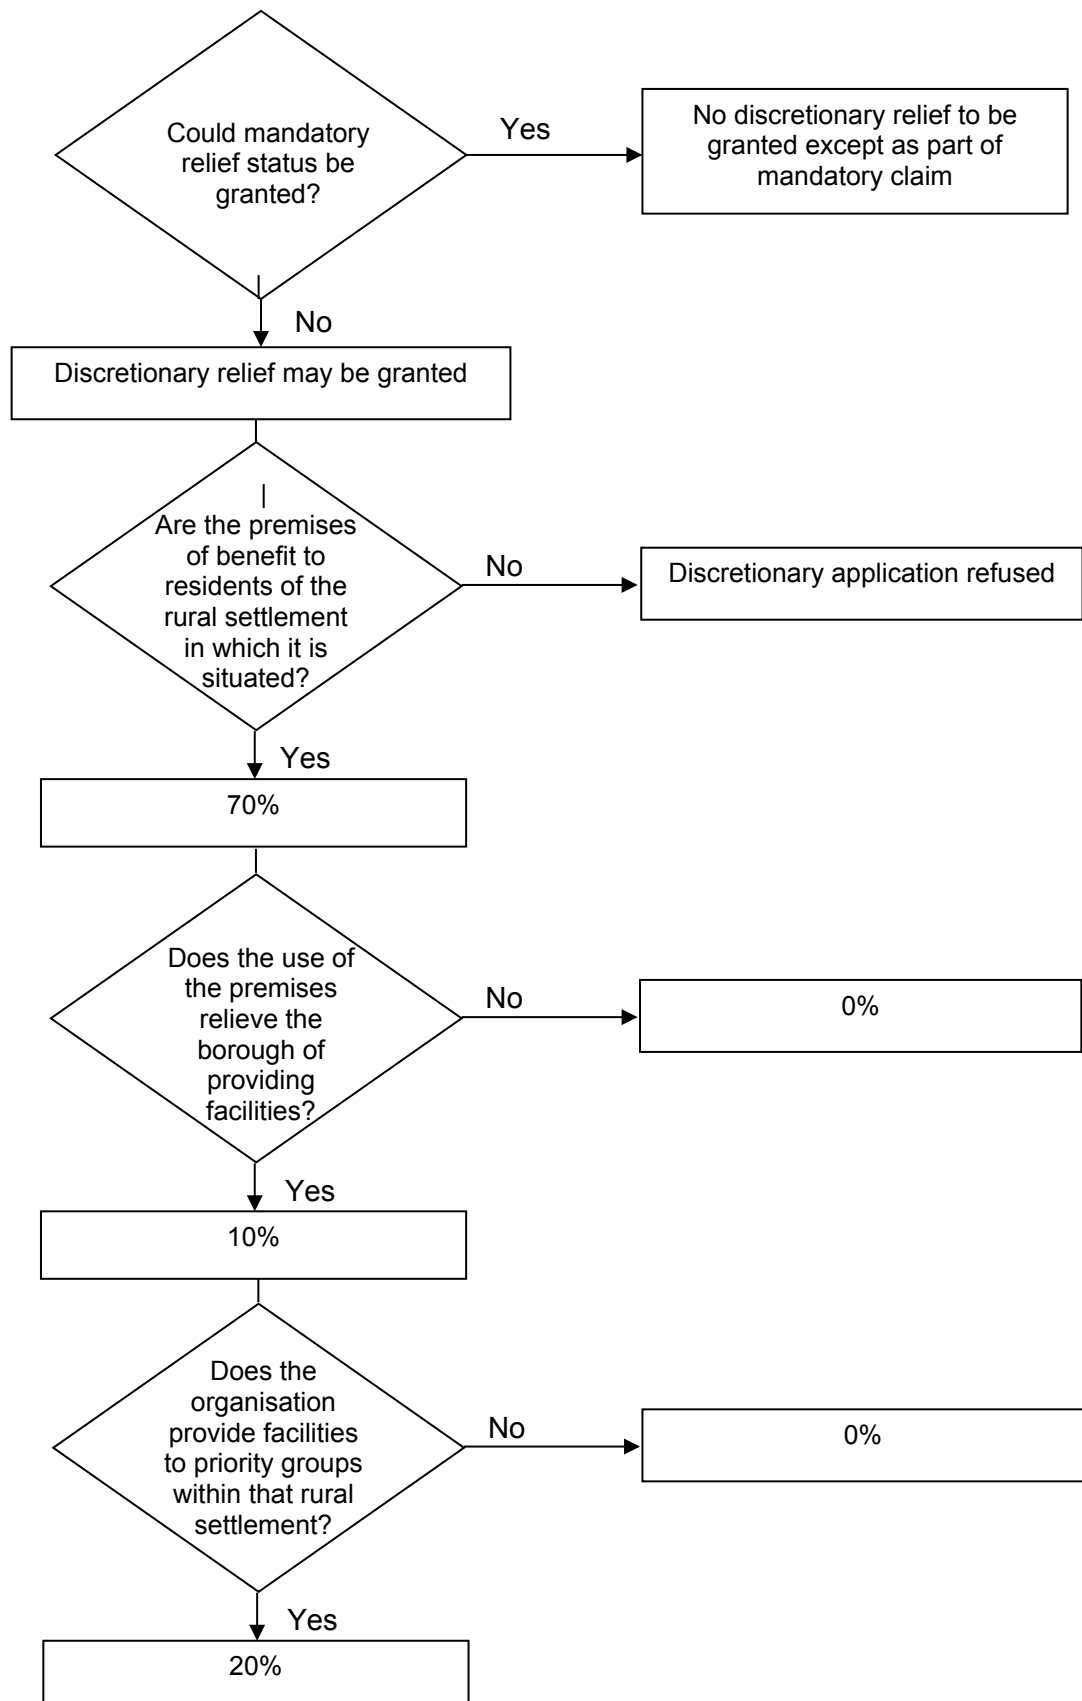 Could mandatory
relief status be
granted?
Yes
No discretionary relief to be
granted except as part of
mandatory claim
No
Discretionary relief may be granted
Are the premises
of benefit to
residents of the
rural settlement
in which it is
situated?
No
Discretionary application refused
Yes
70%
Does the use of
the premises
relieve the
borough of
providing
facilities?
No
0%
Yes
10%
Does the
organisation
provide facilities
to priority groups
within that rural
settlement?
No
0%
Yes
20%